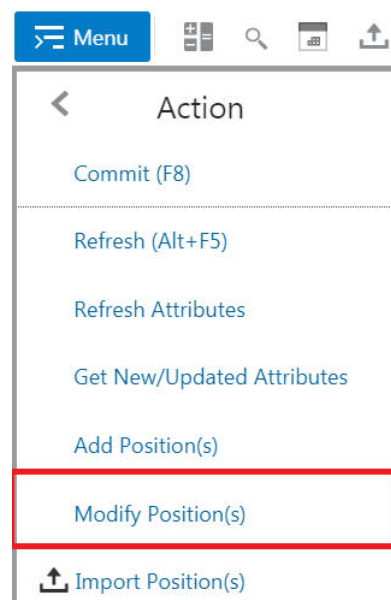 Menu
Action
Commit (F8)
Refresh (Alt+F5)
Refresh Attributes
Get New/Updated Attributes
Add Position(s)
Modify Position(s)
Import Position(s)